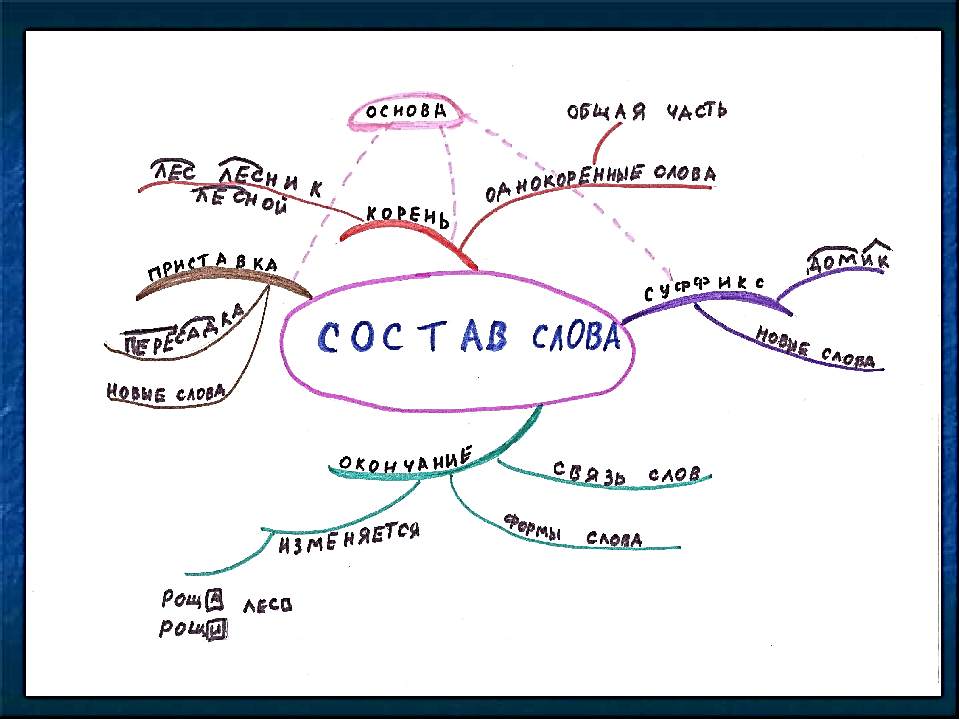 ОСНОВА
ОБЩАЯ ЧАСТЬ
ЛЕС ЛЕСНИК
ЛЕСНОЙ
КОРЕНЬ
ОДНОКОРЕННЫЕ СЛОВА
ПРИСТАВКА
СУФФИКС
ДОМИК
ПЕРЕСАДКА
НОВЫЕ СЛОВА
СОСТАВ СЛОВА
НОВЫЕ СЛОВА
ОКОНЧАНИЕ
СВЯЗЬ СЛОВ
ИЗМЕНЯЕТСЯ
ФОРМЫ СЛОВА
РОЩА ЛЕС
РОЩИ